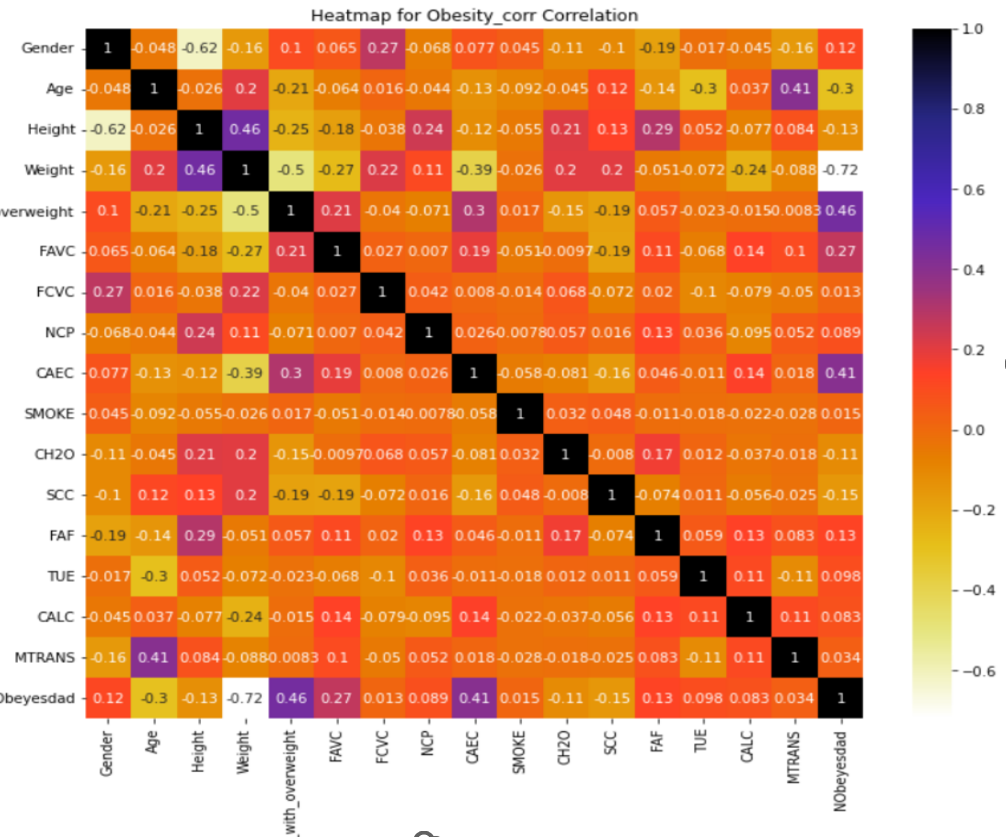 Heatmap for Obesity_corr Correlation
Gender 1 -0.048 -0.62 -0.16 0.1 0.065 0.27 -0.068 0.077 0.045 -0.11 -0.1 -0.19 -0.017 -0.045 -0.16 0.12
Age -0.048 1 -0.026 0.2 -0.21 -0.064 0.016 -0.044 -0.13 -0.092 -0.045 0.12 -0.14 -0.3 0.037 0.41 -0.3
Height -0.62 -0.026 1 0.46 -0.25 -0.18 -0.038 0.24 -0.12 -0.055 0.21 0.13 0.29 0.052 -0.077 0.084 -0.13
Weight -0.16 0.2 0.46 1 -0.5 -0.27 0.22 0.11 -0.39 -0.026 0.2 0.2 -0.051 -0.072 -0.24 -0.088 -0.72
overweight 0.1 -0.21 -0.25 -0.5 1 0.21 -0.04 -0.071 0.3 0.017 -0.15 -0.19 0.057 -0.023 -0.015 0.0083 0.46
FAVC 0.065 -0.064 -0.18 -0.27 0.21 1 0.027 0.007 0.19 -0.051 -0.0097 -0.19 0.11 -0.068 0.14 0.1 0.27
FCVC 0.27 0.016 -0.038 0.22 -0.04 0.027 1 0.042 0.008 -0.014 0.068 -0.072 0.02 -0.1 -0.079 -0.05 0.013
NCP -0.068 -0.044 0.24 0.11 -0.071 0.007 0.042 1 0.026 -0.0078 0.057 0.016 0.13 0.036 -0.095 0.052 0.089
CAEC 0.077 -0.13 -0.12 -0.39 0.3 0.19 0.008 0.026 1 -0.058 -0.081 -0.16 0.046 -0.011 0.14 0.018 0.41
SMOKE 0.045 -0.092 -0.055 -0.026 0.017 -0.051 -0.014 0.0078 0.058 1 0.032 0.048 -0.011 -0.018 -0.022 -0.028 0.015
CH2O -0.11 -0.045 0.21 0.2 -0.15 -0.0097 0.068 0.057 -0.081 0.032 1 -0.008 0.17 0.012 -0.037 -0.018 -0.11
SCC -0.1 0.12 0.13 0.2 -0.19 -0.19 -0.072 0.016 -0.16 0.048 -0.008 1 -0.074 0.011 -0.056 -0.025 -0.15
FAF -0.19 -0.14 0.29 -0.051 0.057 0.11 0.02 0.13 0.046 -0.011 0.17 -0.074 1 0.059 0.13 0.083 0.13
TUE -0.017 -0.3 0.052 -0.072 -0.023 -0.068 -0.1 0.036 -0.011 -0.018 0.012 0.011 0.059 1 0.11 -0.11 0.098
CALC -0.045 0.037 -0.077 -0.24 -0.015 0.14 -0.079 -0.095 0.14 -0.022 -0.037 -0.056 0.13 0.11 1 0.11 0.083
MTRANS -0.16 0.41 0.084 -0.088 0.0083 0.1 -0.05 0.052 0.018 -0.028 -0.018 -0.025 0.083 -0.11 0.11 1 0.034
Obeyesdad 0.12 -0.3 -0.13 -0.72 0.46 0.27 0.013 0.089 0.41 0.015 -0.11 -0.15 0.13 0.098 0.083 0.034 1
Gender Age Height Weight _with_overweight FAVC FCVC NCP CAEC SMOKE CH2O SCC FAF TUE CALC MTRANS NObeyesdad
1.0
0.8
0.6
0.4
0.2
0.0
-0.2
-0.4
-0.6